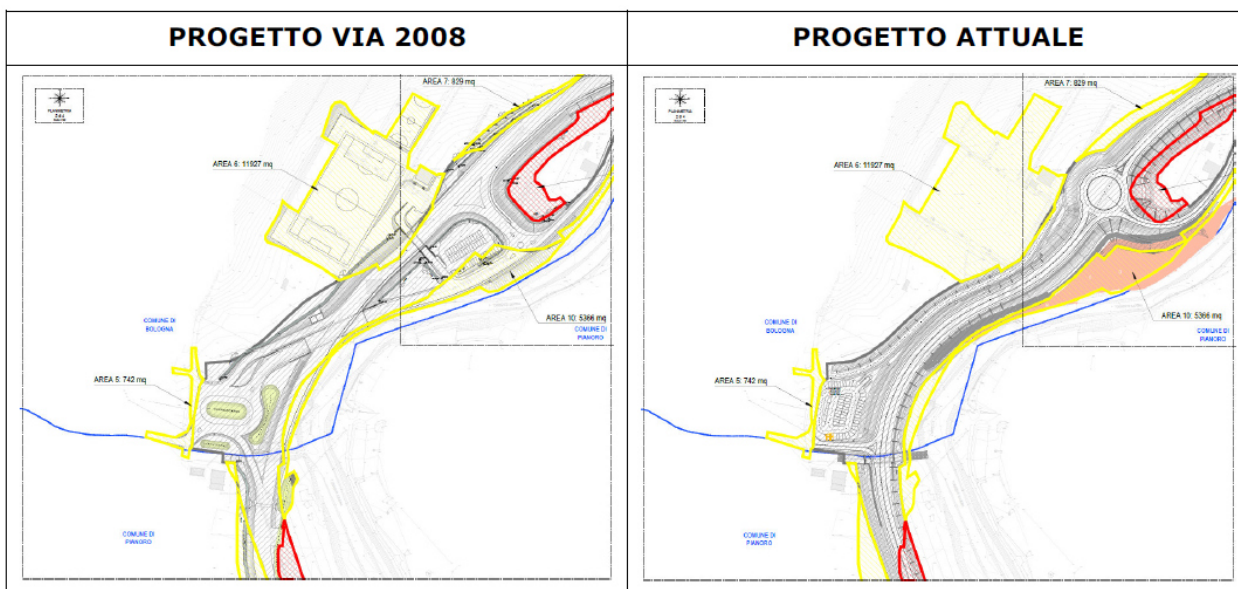 PROGETTO VIA 2008
PLANIMETRIA
AREA 7: 829 mq
AREA 6: 11927 mq
AREA 10: 5366 mq
COMUNE DI
BOLOGNA
COMUNE DI
PIANORO
AREA 5: 742 mq
COMUNE DI
PIANORO
PROGETTO ATTUALE
PLANIMETRIA
AREA 7: 829 mq
AREA 6: 11927 mq
AREA 10: 5366 mq
COMUNE DI
BOLOGNA
COMUNE DI
PIANORO
AREA 5: 742 mq
COMUNE DI
PIANORO